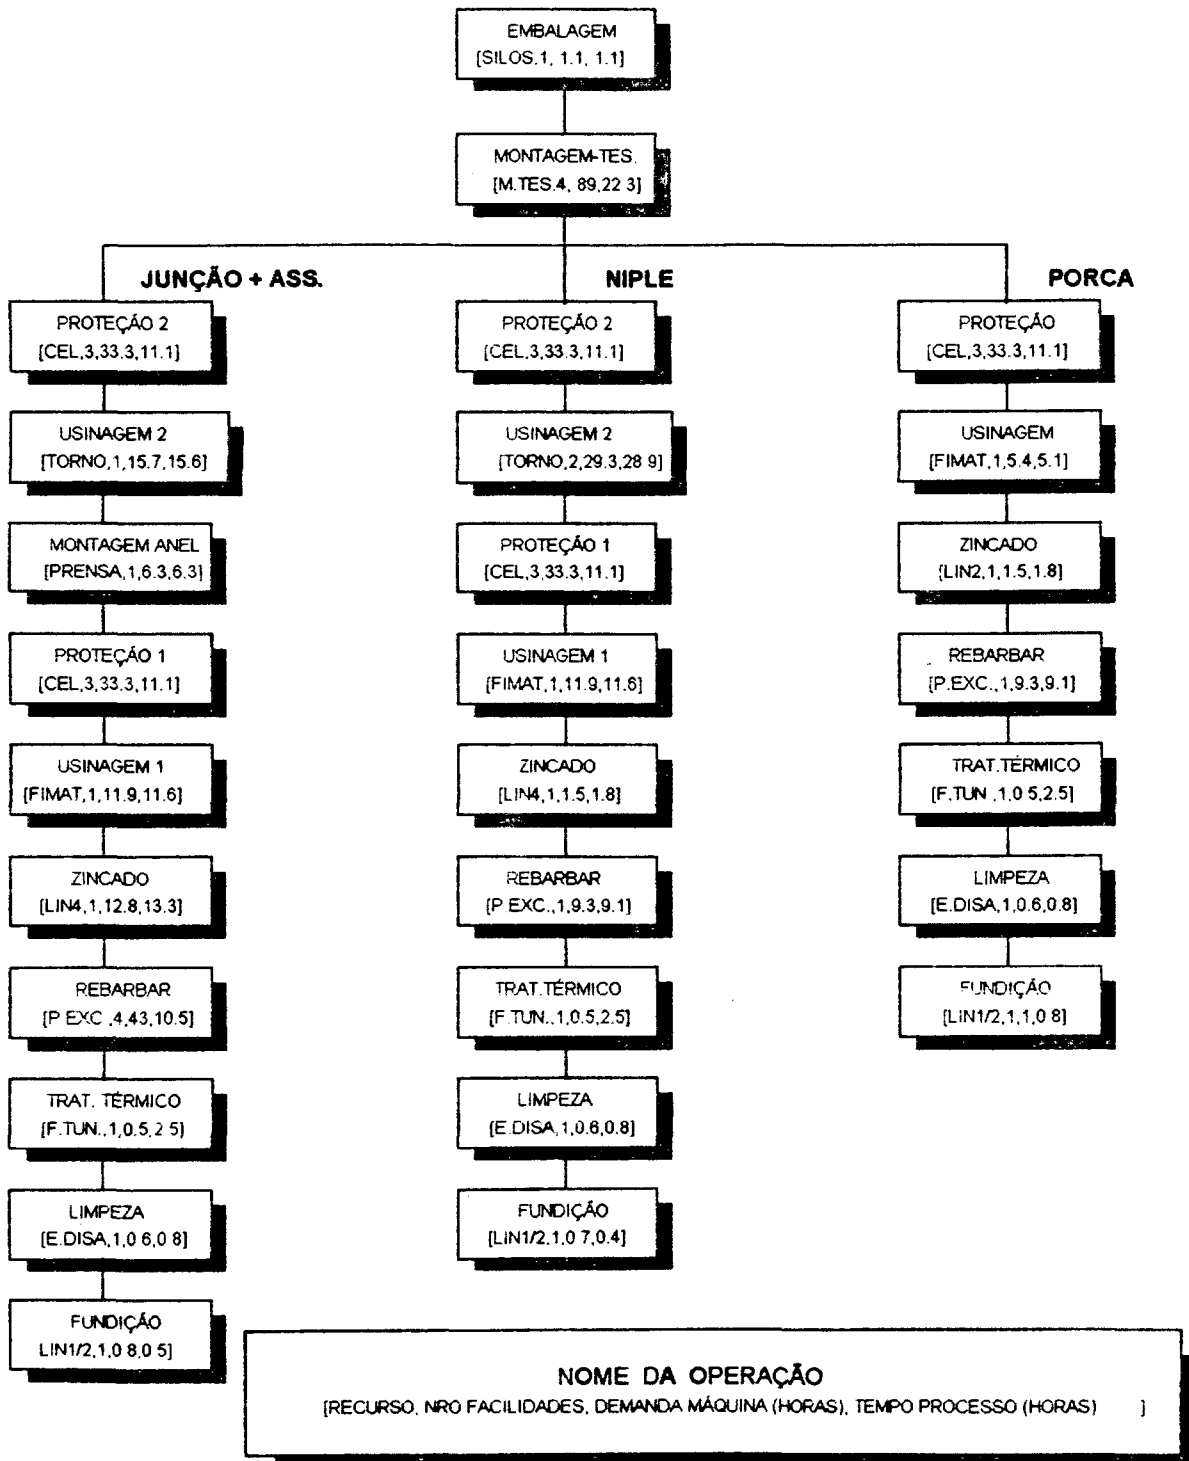 EMBALAGEM
[SILOS.1, 1.1, 1.1]
MONTAGEM-TES.
[M.TES.4, 89,22 3]
JUNÇÃO + ASS.
PROTEÇÃO 2
[CEL,3,33.3,11.1]
USINAGEM 2
[TORNO,1,15.7,15.6]
MONTAGEM ANEL
[PRENSA,1,6.3,6.3]
PROTEÇÃO 1
[CEL,3,33.3,11.1]
USINAGEM 1
[FIMAT,1,11.9,11.6]
ZINCADO
[LIN4,1,12.8,13.3]
REBARBAR
[P EXC ,4,43,10.5]
TRAT. TÉRMICO
[F.TUN.,1,0.5,2 5]
LIMPEZA
[E.DISA,1,0 6,0 8]
FUNDIÇÃO
LIN1/2,1,0 8,0 5]
NIPLE
PROTEÇÃO 2
[CEL,3,33.3,11.1]
USINAGEM 2
[TORNO,2,29.3,28 9]
PROTEÇÃO 1
[CEL,3,33.3,11.1]
USINAGEM 1
[FIMAT,1,11.9,11.6]
ZINCADO
[LIN4,1,1.5,1.8]
REBARBAR
[P EXC.,1,9.3,9.1]
TRAT.TÉRMICO
[F.TUN.,1,0.5,2.5]
LIMPEZA
[E.DISA,1,0.6,0.8]
FUNDIÇÃO
[LIN1/2,1,0 7,0.4]
PORCA
PROTEÇÃO
[CEL,3,33.3,11.1]
USINAGEM
[FIMAT,1,5.4,5.1]
ZINCADO
[LIN2,1,1.5,1.8]
REBARBAR
[P.EXC.,1,9.3,9.1]
TRAT.TÉRMICO
[F.TUN ,1,0 5,2.5]
LIMPEZA
[E.DISA,1,0.6,0.8]
FUNDIÇÃO
[LIN1/2,1,1,0 8]
NOME DA OPERAÇÃO
[RECURSO, NRO FACILIDADES, DEMANDA MÁQUINA (HORAS), TEMPO PROCESSO (HORAS) ]